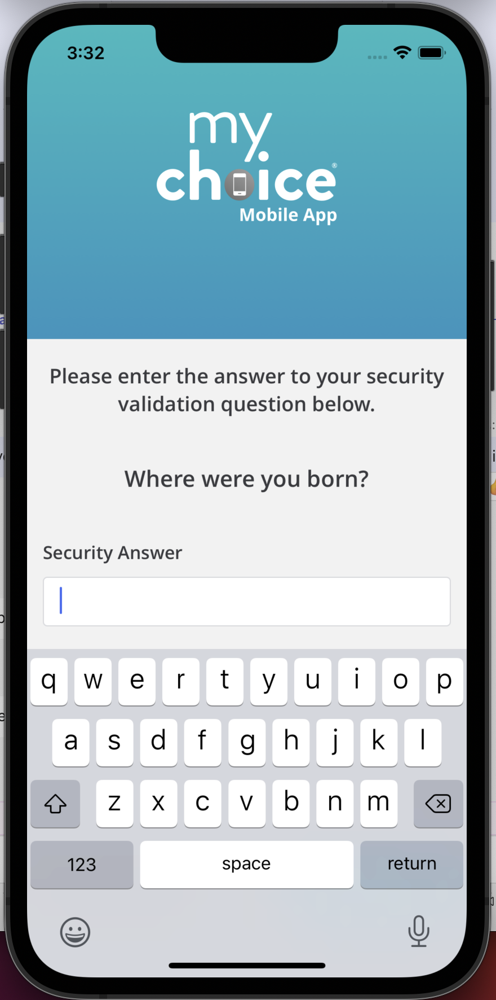 3:32
my
choice®
Mobile App
Please enter the answer to your security
validation question below.
Where were you born?
Security Answer
q w e r t y u i o p
a s d f g h j k l
z x c v b n m
123 space return